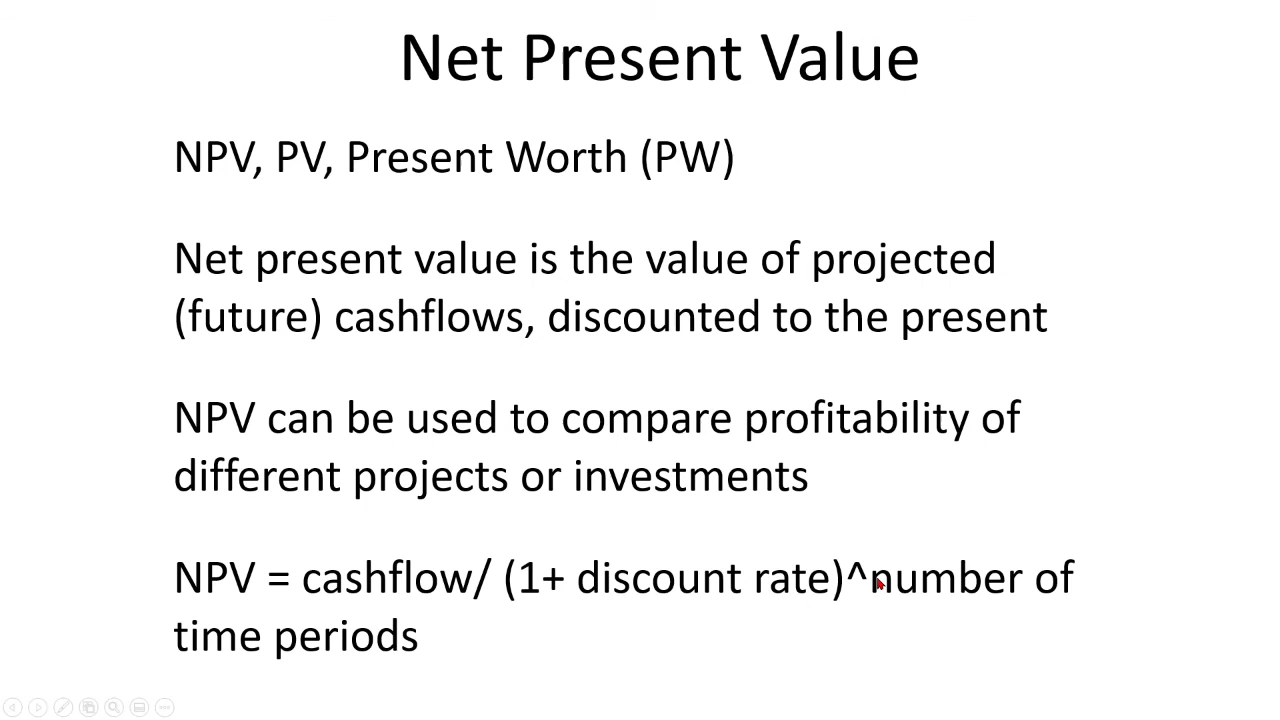 Net Present Value
NPV, PV, Present Worth (PW)
Net present value is the value of projected
(future) cashflows, discounted to the present
NPV can be used to compare profitability of
different projects or investments
NPV = cashflow/ (1+ discount rate)^number of
time periods